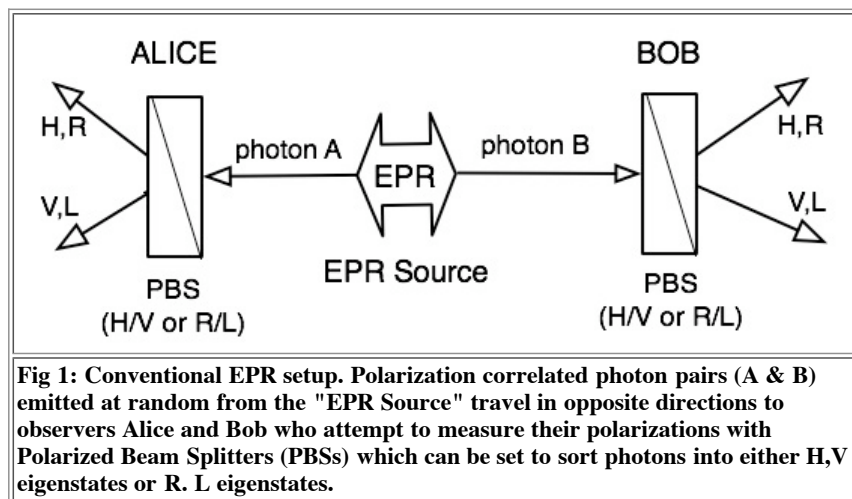 ALICE
BOB
H,R
H,R
photon A
photon B
EPR
V,L
V,L
EPR Source
PBS
(H/V or R/L)
PBS
(H/V or R/L)
Fig 1: Conventional EPR setup. Polarization correlated photon pairs (A & B)
emitted at random from the "EPR Source" travel in opposite directions to
observers Alice and Bob who attempt to measure their polarizations with
Polarized Beam Splitters (PBSs) which can be set to sort photons into either H,V
eigenstates or R. L eigenstates.